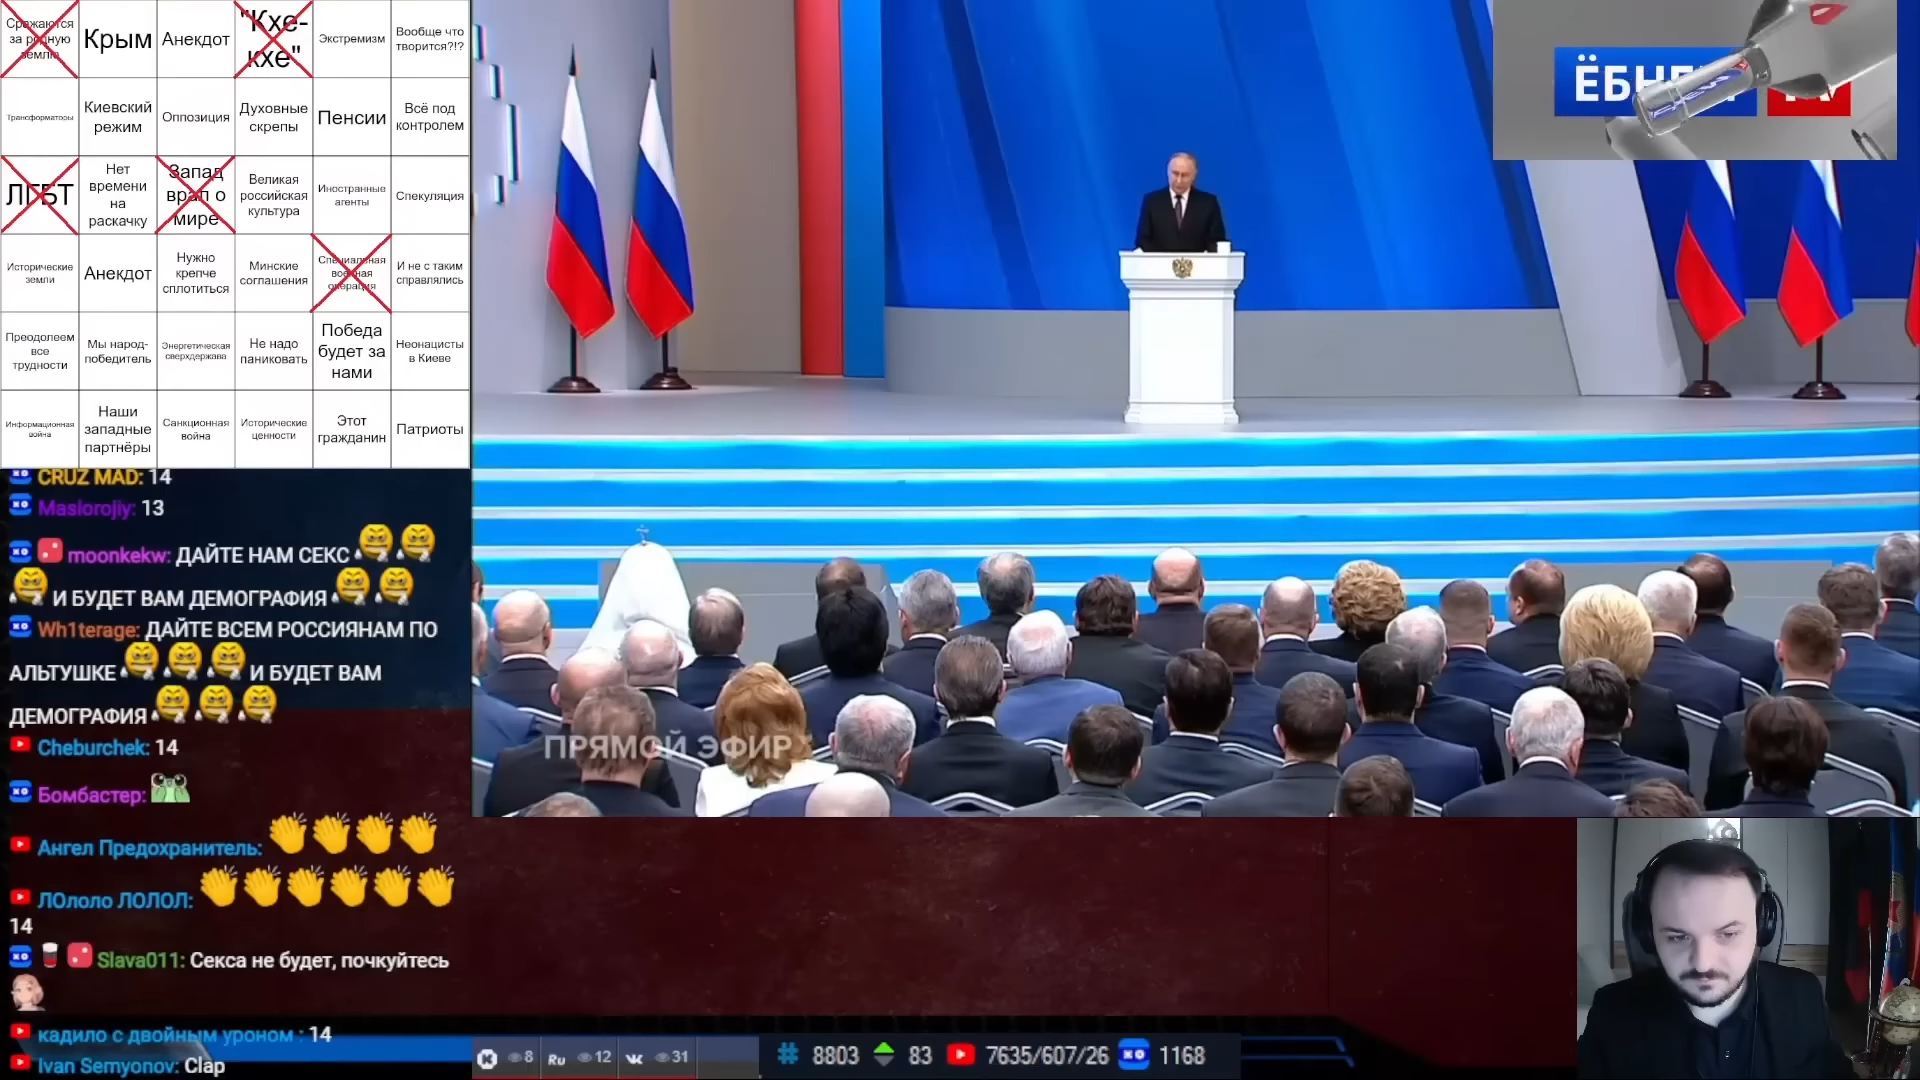 Сражаются
за родную
землю
Крым
Анекдот
"Кхе-
кхе"
Экстремизм
Вообще что
творится?!?
Трансформаторы
Киевский
режим
Оппозиция
Духовные
скрепы
Пенсии
Всё под
контролем
ЛГБТ
Нет
времени
на
раскачку
Запад
врал о
мире
Великая
российская
культура
Иностранные
агенты
Спекуляция
Исторические
земли
Анекдот
Нужно
крепче
сплотиться
Минские
соглашения
Специальная
военная
операция
И не с таким
справлялись
Преодолеем
все
трудности
Мы народ-
победитель
Энергетическая
сверхдержава
Не надо
паниковать
Победа
будет за
нами
Неонацисты
в Киеве
Информационная
война
Наши
западные
партнёры
Санкционная
война
Исторические
ценности
Этот
гражданин
Патриоты
CRUZ MAD: 14
Maslorojiy: 13
moonkekw: ДАЙТЕ НАМ СЕКС
И БУДЕТ ВАМ ДЕМОГРАФИЯ
Wh1terage: ДАЙТЕ ВСЕМ РОССИЯНАМ ПО
АЛЬТУШКЕ И БУДЕТ ВАМ
ДЕМОГРАФИЯ
Cheburchek: 14
Бомбастер:
Ангел Предохранитель:
ЛОлоло ЛОЛОЛ:
14
Slava011: Секса не будет, почкуйтесь
кадило с двойным уроном : 14
Ivan Semyonov: Clap
ПРЯМОЙ ЭФИР
8
Ru 12
31
# 8803 83 7635/607/26 1168